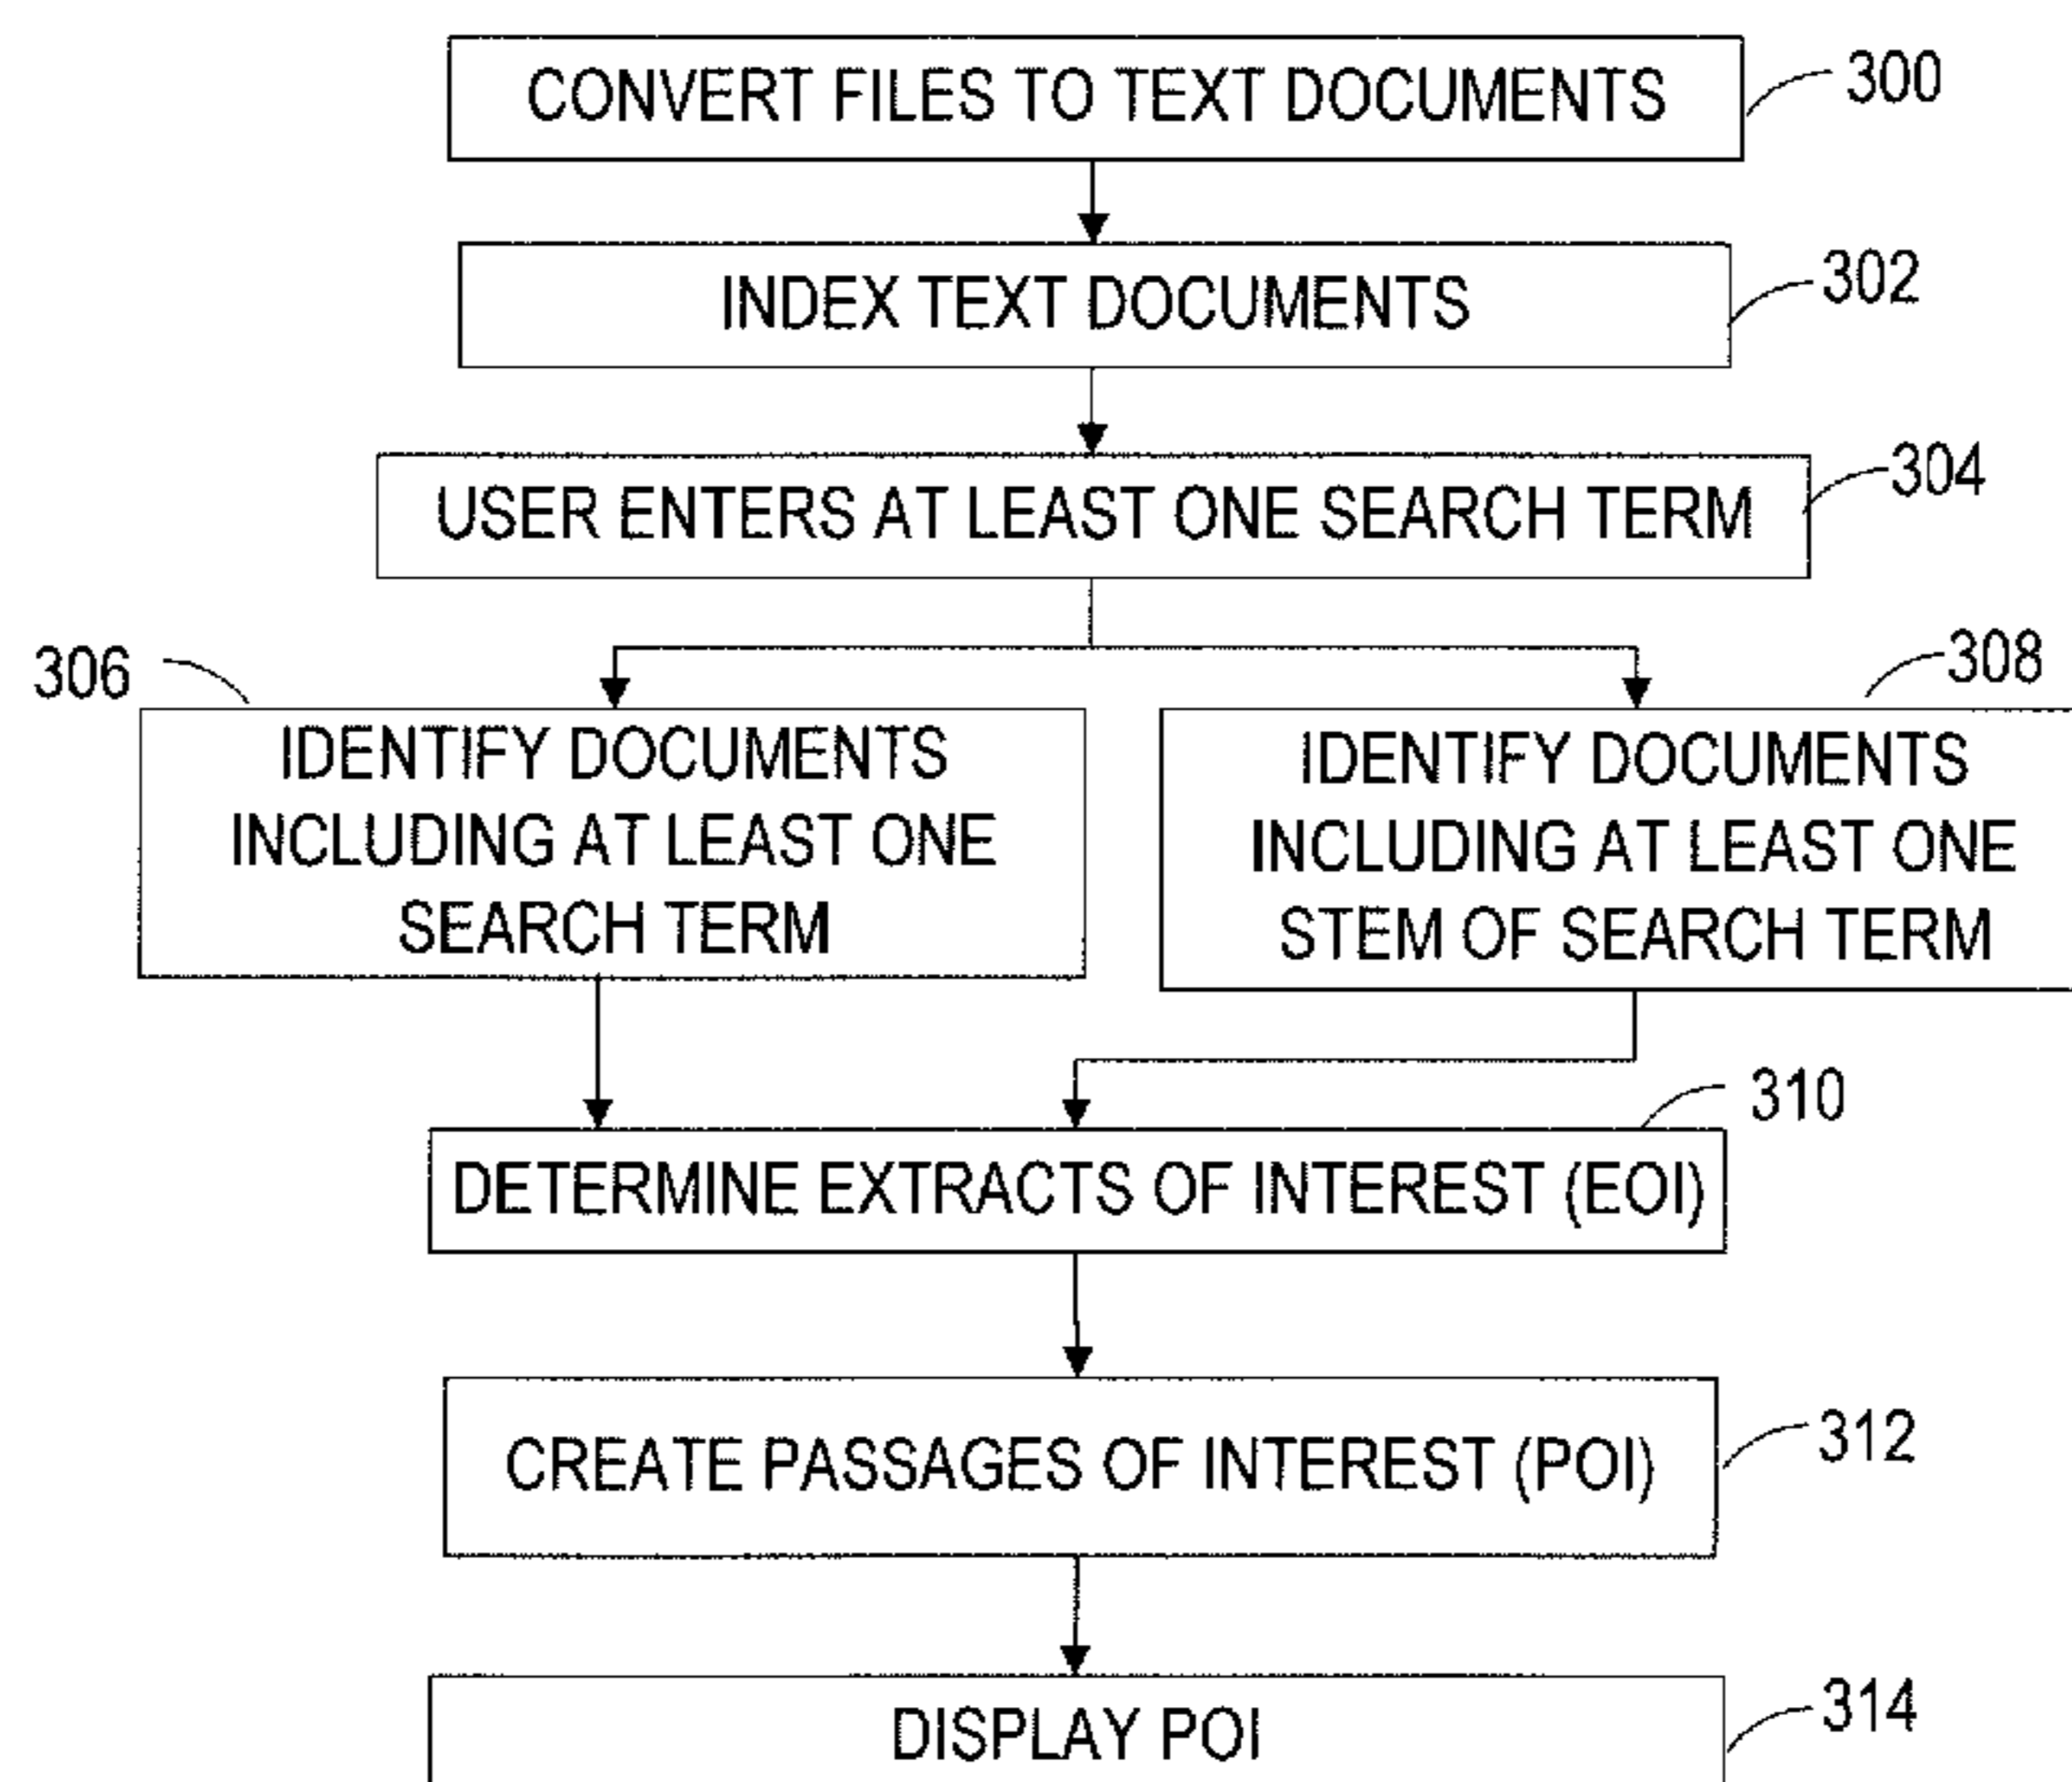 CONVERT FILES TO TEXT DOCUMENTS
300
INDEX TEXT DOCUMENTS
302
USER ENTERS AT LEAST ONE SEARCH TERM
304
306
IDENTIFY DOCUMENTS
INCLUDING AT LEAST ONE
SEARCH TERM
308
IDENTIFY DOCUMENTS
INCLUDING AT LEAST ONE
STEM OF SEARCH TERM
310
DETERMINE EXTRACTS OF INTEREST (EOI)
312
CREATE PASSAGES OF INTEREST (POI)
314
DISPLAY POI